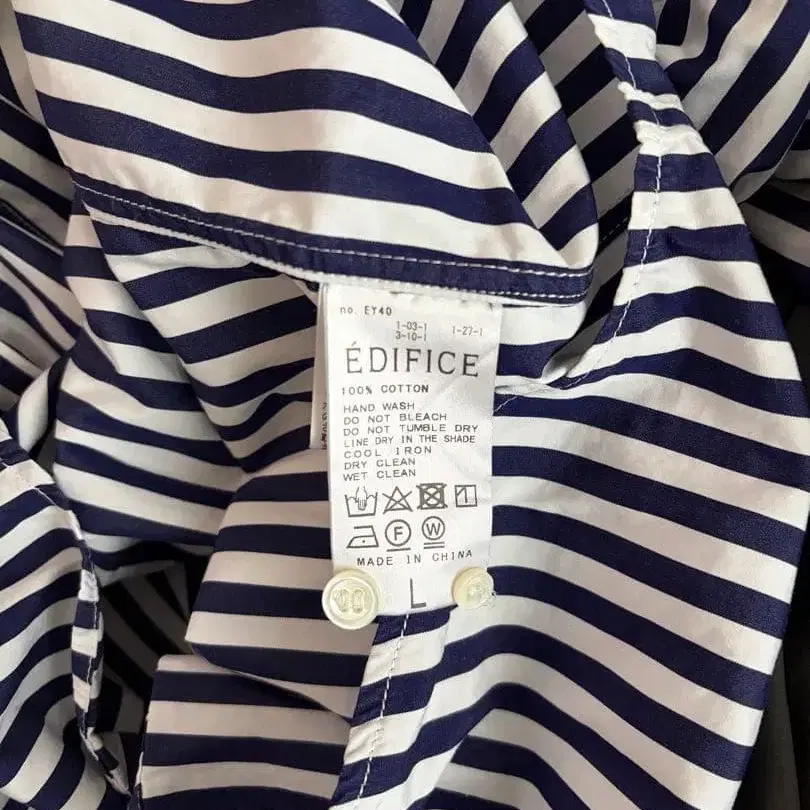 no. EY40
1-03-1
3-10-1
1-27-1
ÉDIFICE
100% COTTON
HAND WASH
DO NOT BLEACH
DO NOT TUMBLE DRY
LINE DRY IN THE SHADE
COOL IRON
DRY CLEAN
WET CLEAN
F W
MADE IN CHINA
L